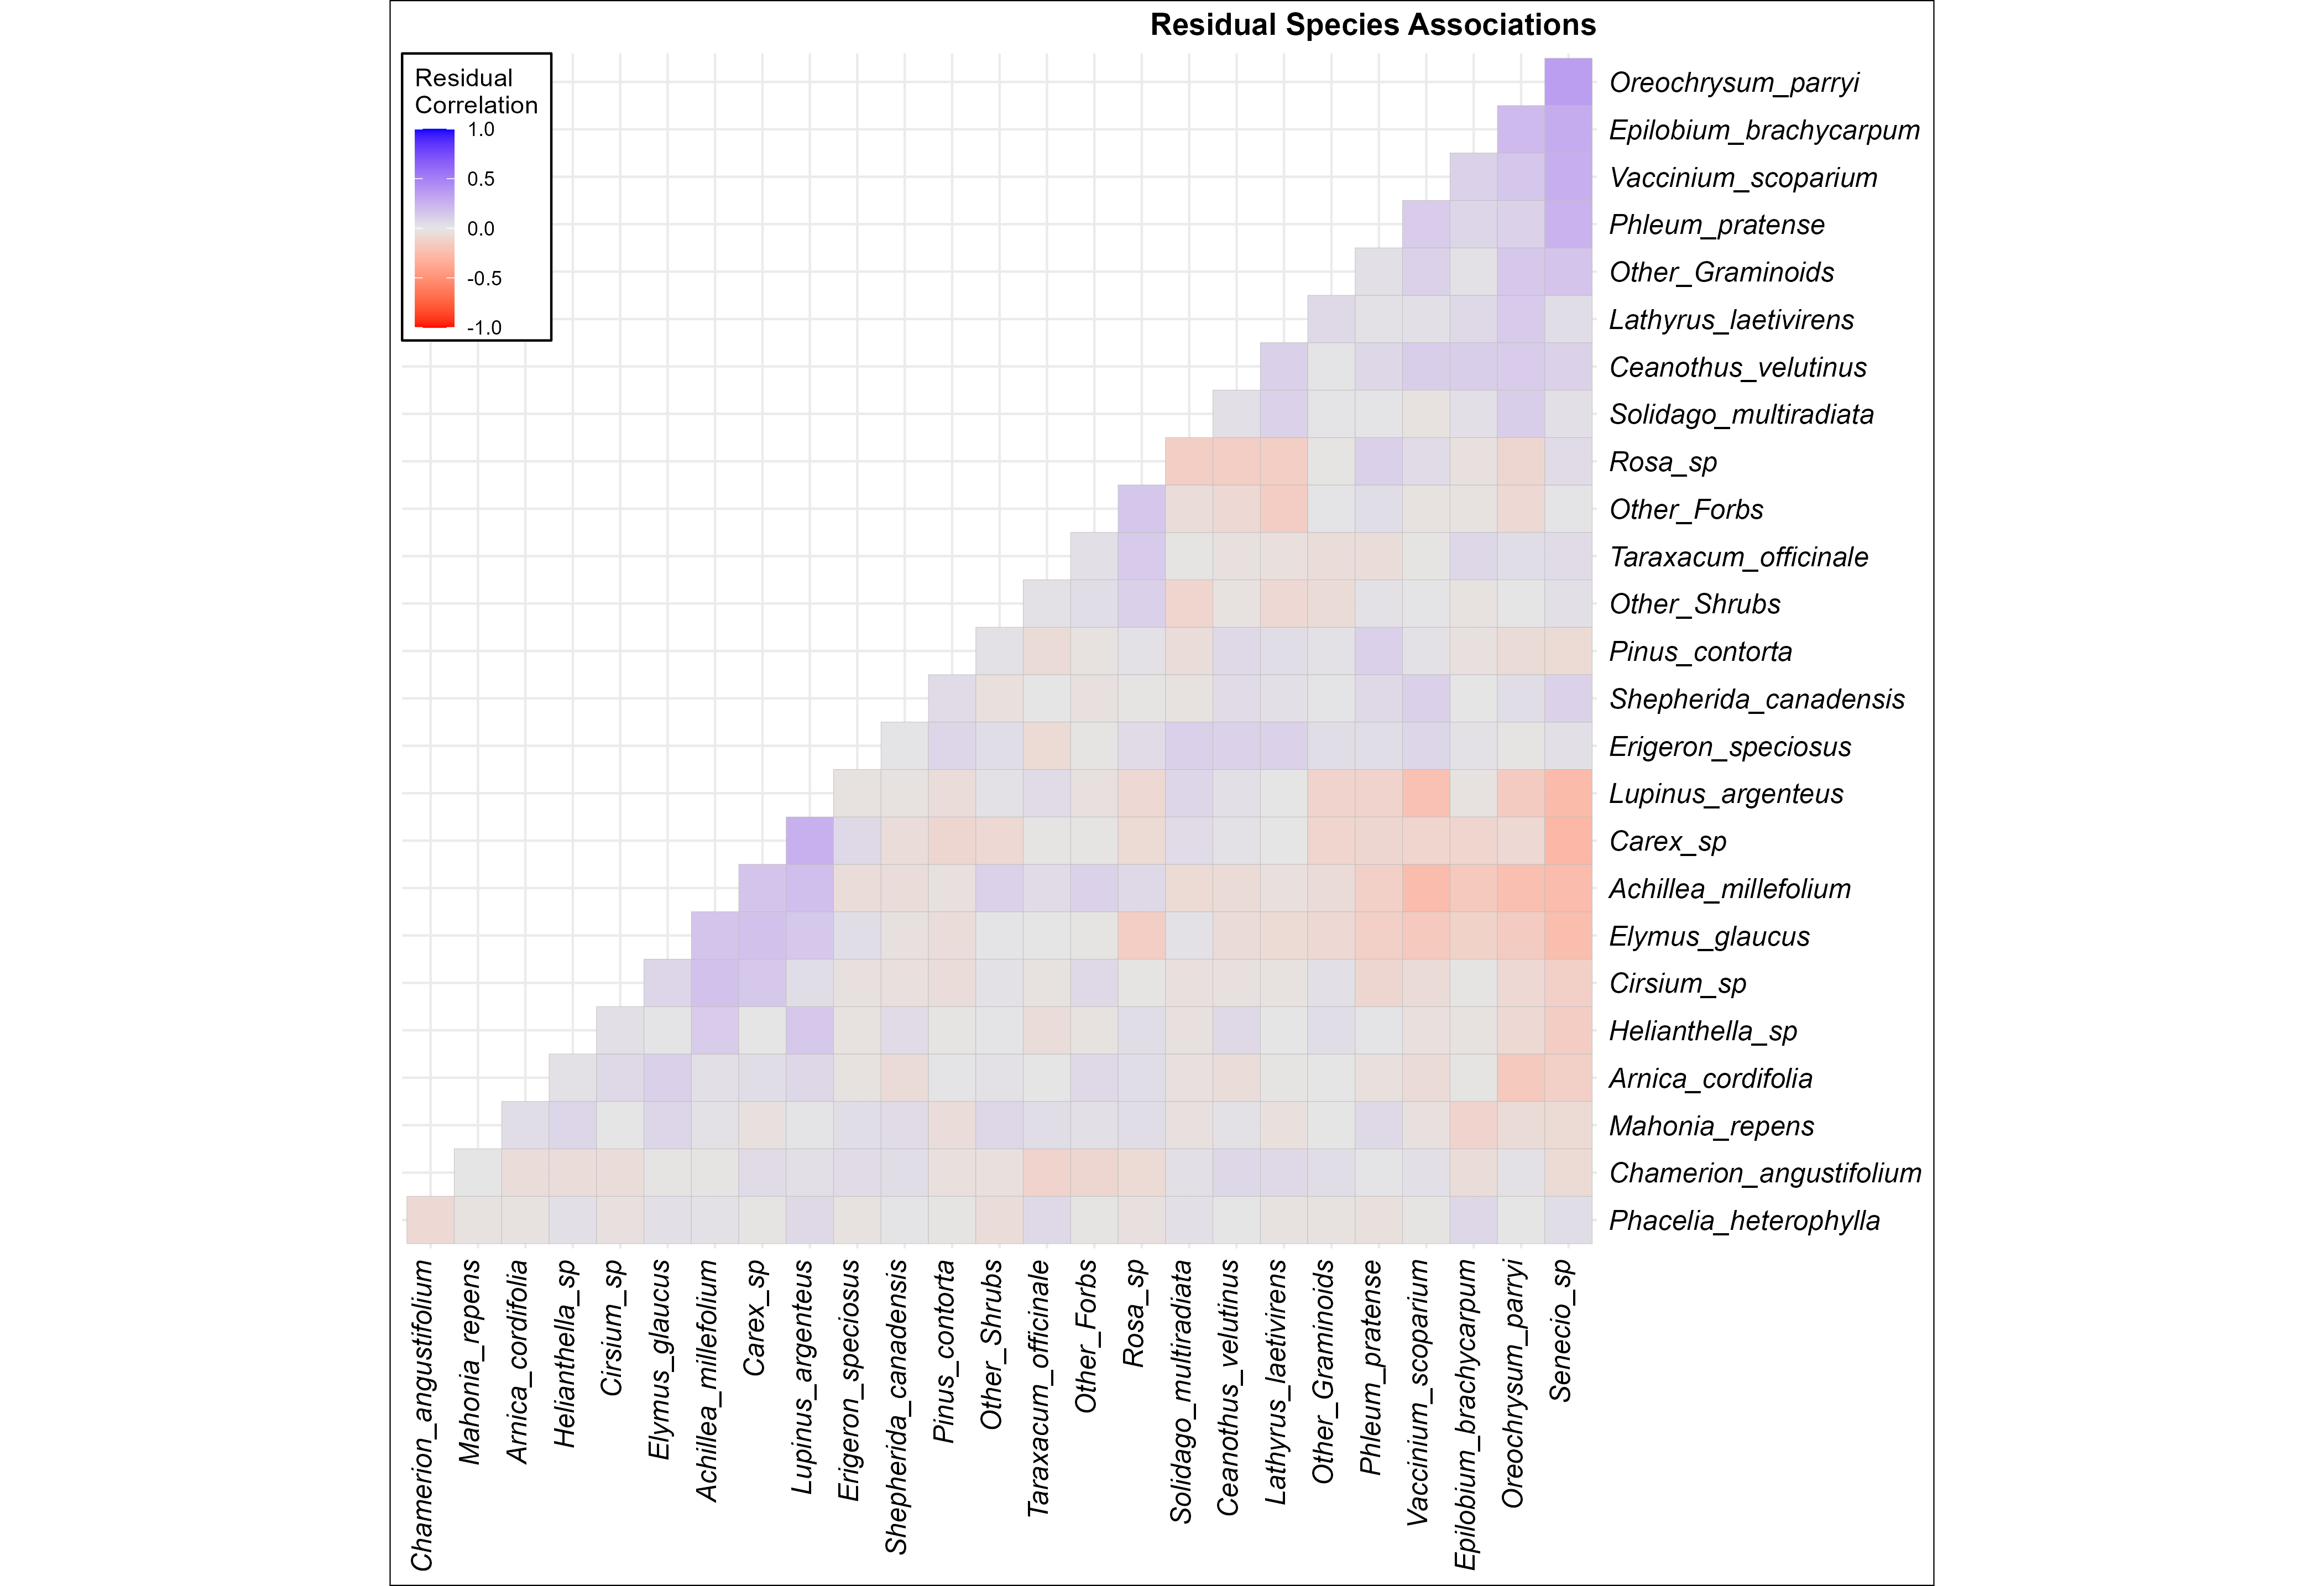 Residual Species Associations
Residual
Correlation
1.0
0.5
0.0
-0.5
-1.0
Oreochrysum_parryi
Epilobium_brachycarpum
Vaccinium_scoparium
Phleum_pratense
Other_Graminoids
Lathyrus_laetivirens
Ceanothus_velutinus
Solidago_multiradiata
Rosa_sp
Other_Forbs
Taraxacum_officinale
Other_Shrubs
Pinus_contorta
Shepherida_canadensis
Erigeron_speciosus
Lupinus_argenteus
Carex_sp
Achillea_millefolium
Elymus_glaucus
Cirsium_sp
Helianthella_sp
Arnica_cordifolia
Mahonia_repens
Chamerion_angustifolium
Phacelia_heterophylla
Chamerion_angustifolium
Mahonia_repens
Arnica_cordifolia
Helianthella_sp
Cirsium_sp
Elymus_glaucus
Achillea_millefolium
Carex_sp
Lupinus_argenteus
Erigeron_speciosus
Shepherida_canadensis
Pinus_contorta
Other_Shrubs
Taraxacum_officinale
Other_Forbs
Rosa_sp
Solidago_multiradiata
Ceanothus_velutinus
Lathyrus_laetivirens
Other_Graminoids
Phleum_pratense
Vaccinium_scoparium
Epilobium_brachycarpum
Oreochrysum_parryi
Senecio_sp